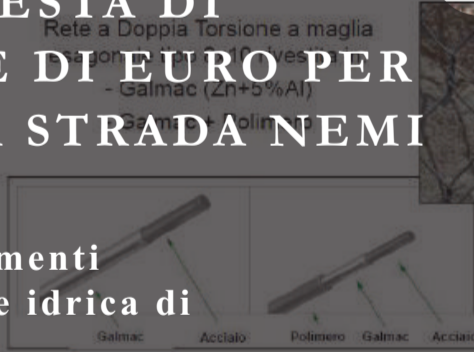 ESTA DI
Rete a Doppia Torsione a maglia
E DI EURO PER
- Galmac (Zn+5%Al)
STRADA NEMI
menti
e idrica di
Galmac Acciaio Polimero Galmac Acciaio